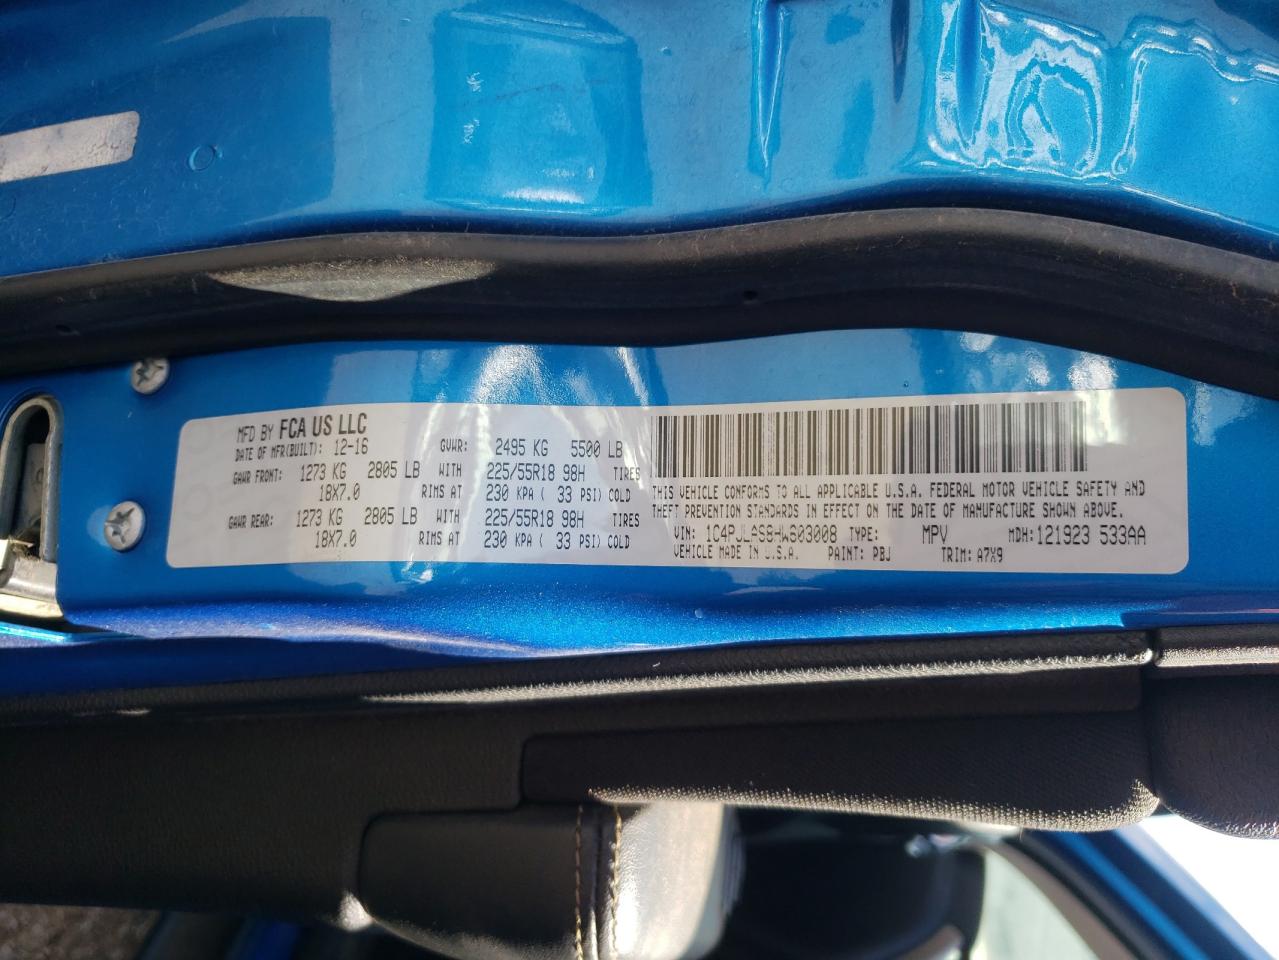 MFD BY FCA US LLC
DATE OF MFR(BUILT): 12-16 GVWR: 2495 KG 5500 LB
GAWR FRONT: 1273 KG 2805 LB WITH 225/55R18 98H TIRES
18X7.0 RIMS AT 230 KPA ( 33 PSI) COLD
GAWR REAR: 1273 KG 2805 LB WITH 225/55R18 98H TIRES
18X7.0 RIMS AT 230 KPA ( 33 PSI) COLD
THIS VEHICLE CONFORMS TO ALL APPLICABLE U.S.A. FEDERAL MOTOR VEHICLE SAFETY AND
THEFT PREVENTION STANDARDS IN EFFECT ON THE DATE OF MANUFACTURE SHOWN ABOVE.
VIN: 1C4PJLAS8HW603008 TYPE: MPV MDH: 121923 533AA
VEHICLE MADE IN U.S.A. PAINT: PBJ TRIM: A7X9